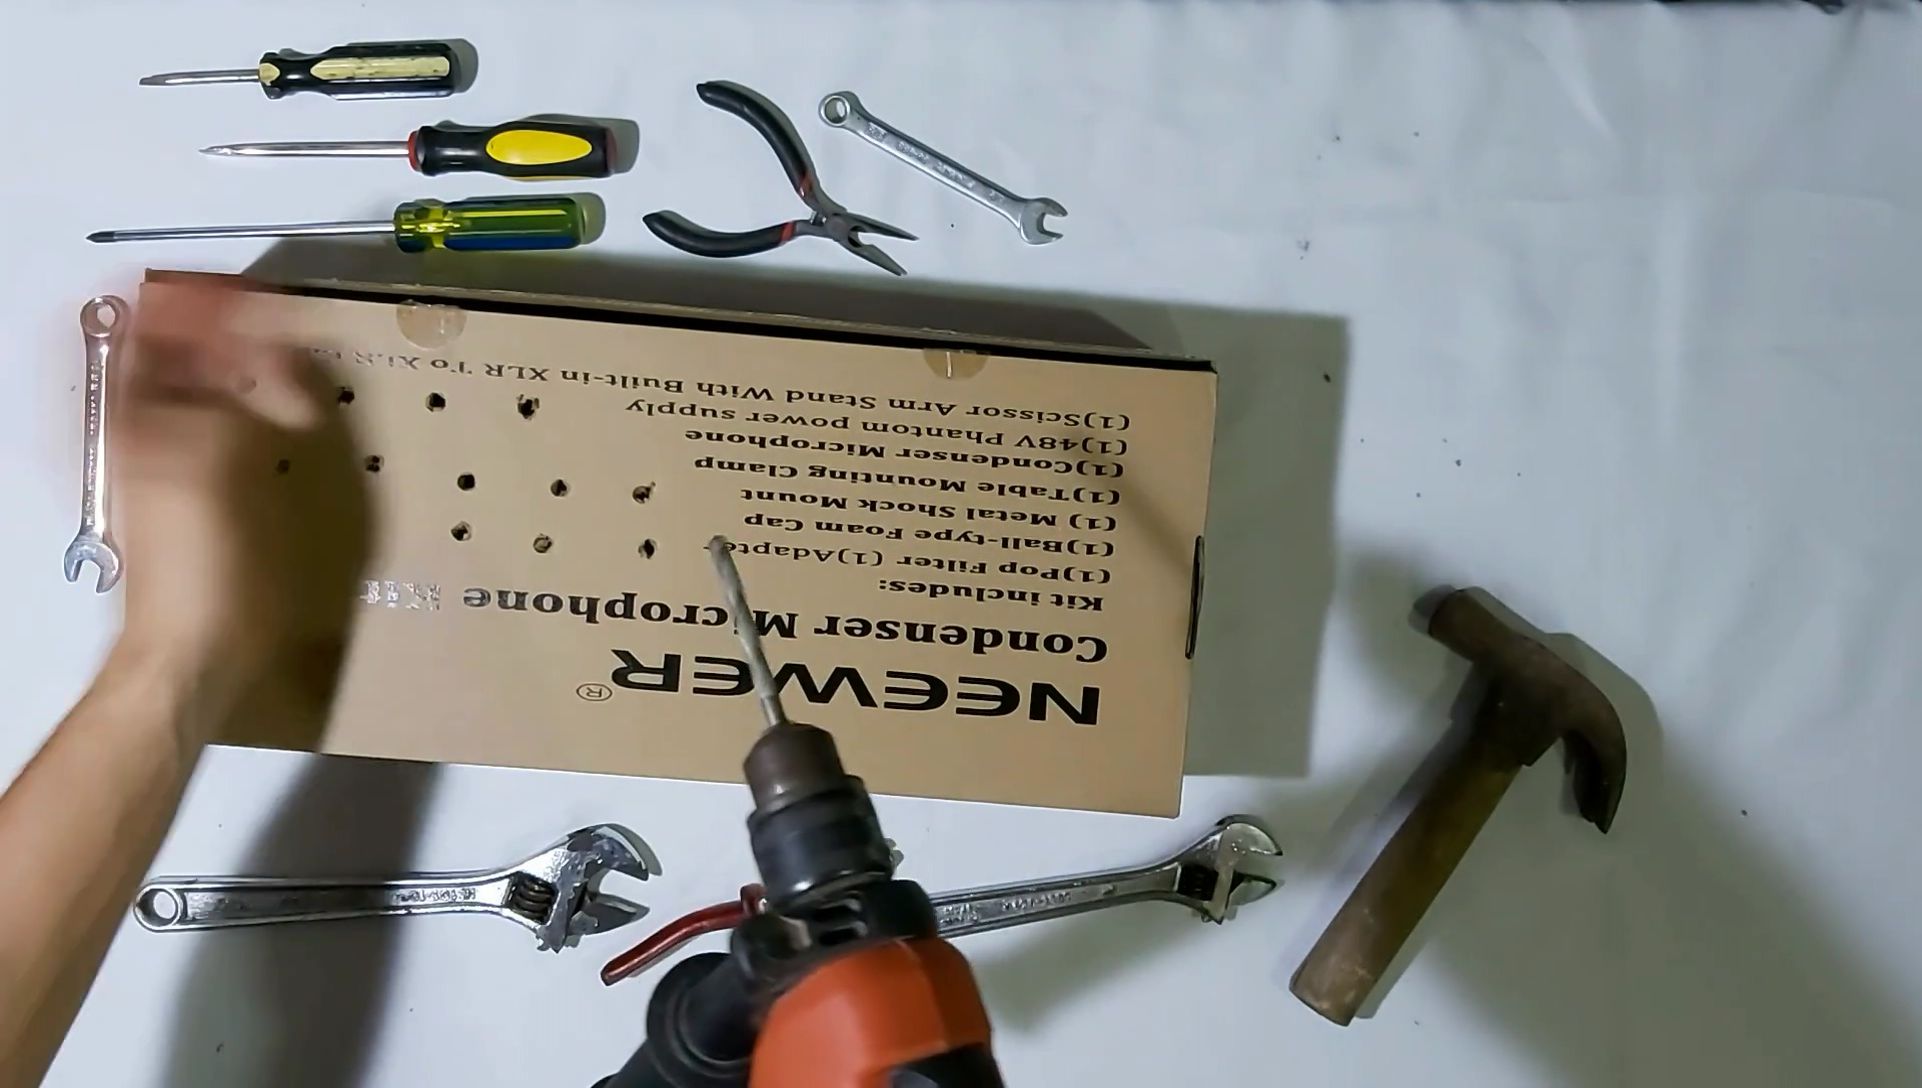 NEEWER®
Condenser Microphone Kit
Kit includes:
(1)Pop Filter (1)Adapter
(1)Ball-type Foam Cap
(1) Metal Shock Mount
(1)Table Mounting Clamp
(1)Condenser Microphone
(1)48V Phantom power supply
(1)Scissor Arm Stand With Built-in XLR To